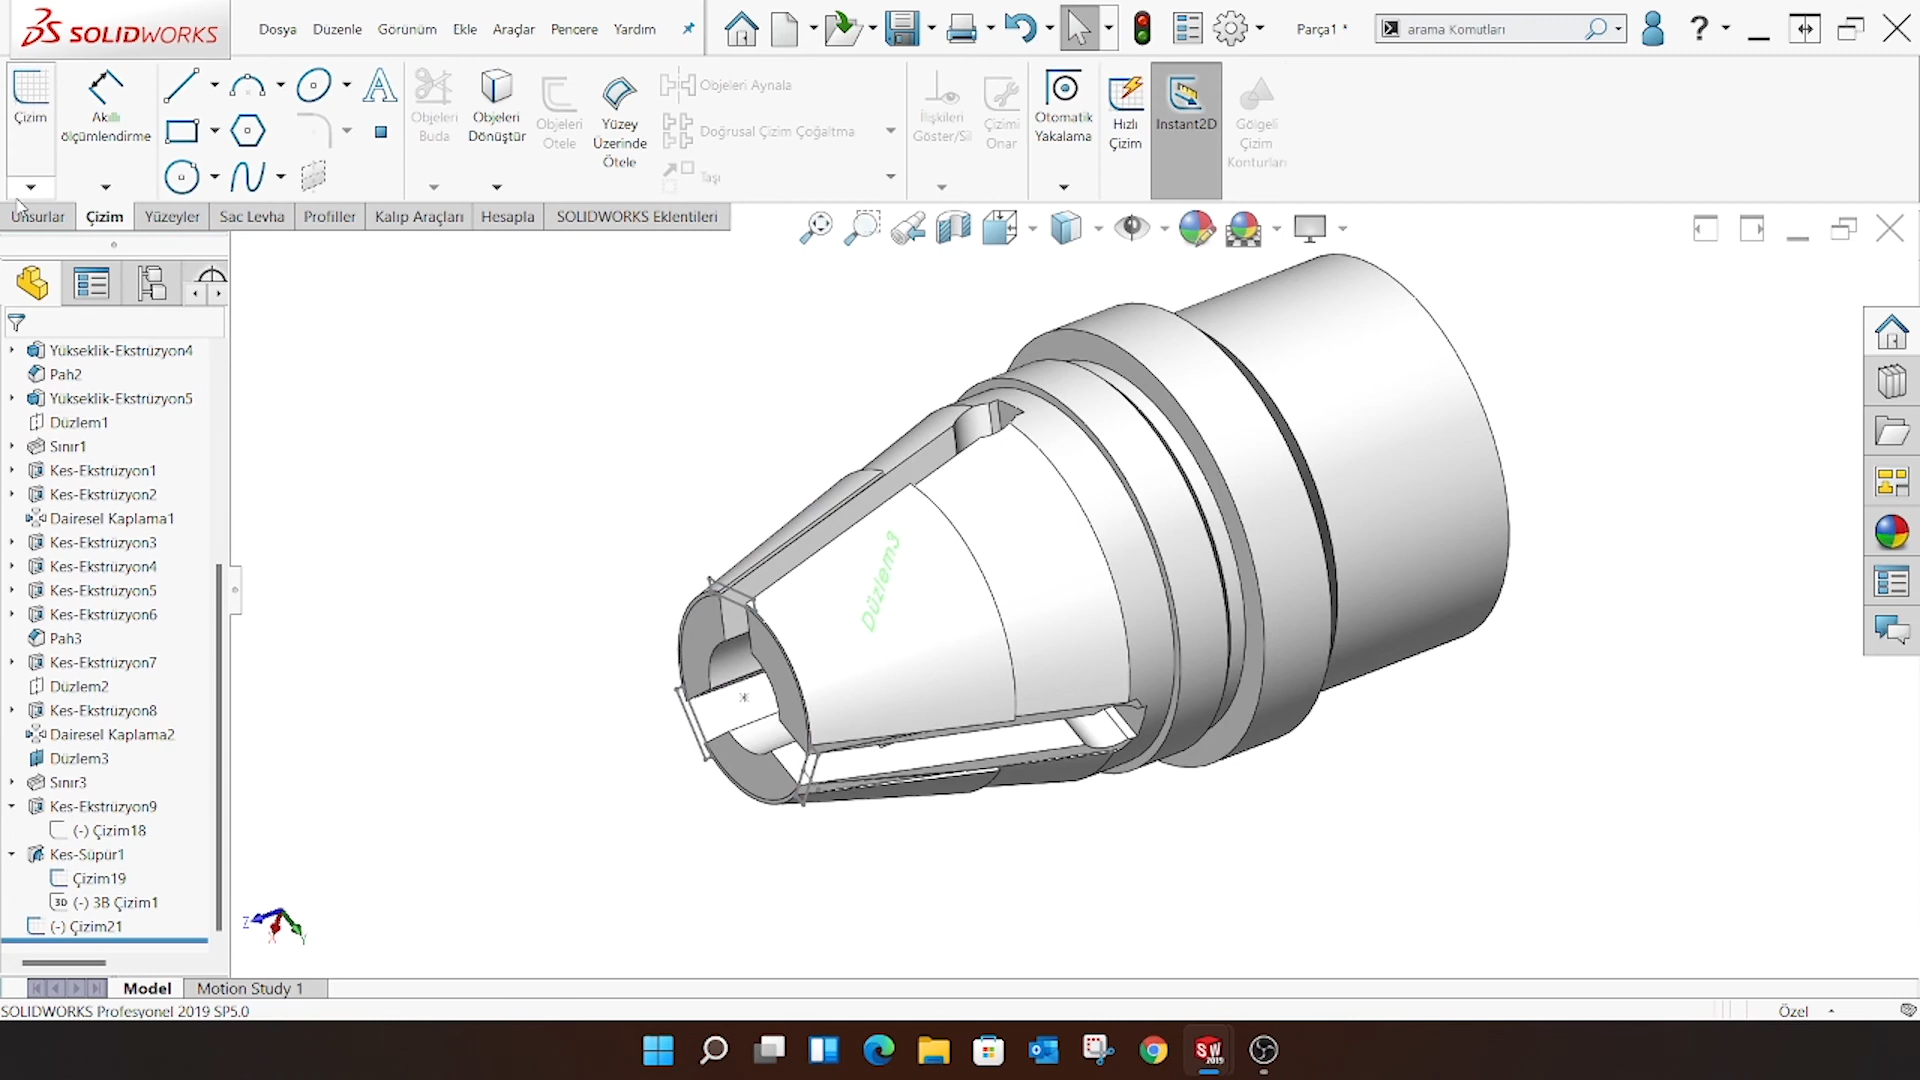 SOLIDWORKS
Dosya Düzenle Görünüm Ekle Araçlar Pencere Yardım
Parça1 *
arama Komutları
Çizim
Akıllı ölçümlendirme
Objeleri Buda
Objeleri Dönüştür
Objeleri Ötele
Yüzey Üzerinde Ötele
Objeleri Aynala
Doğrusal Çizim Çoğaltma
Taşı
İlişkileri Göster/Sil
Çizimi Onar
Otomatik Yakalama
Hızlı Çizim
Instant2D
Gölgeli Çizim Konturları
Unsurlar Çizim Yüzeyler Sac Levha Profiller Kalıp Araçları Hesapla SOLIDWORKS Eklentileri
Yükseklik-Ekstrüzyon4
Pah2
Yükseklik-Ekstrüzyon5
Düzlem1
Sınır1
Kes-Ekstrüzyon1
Kes-Ekstrüzyon2
Dairesel Kaplama1
Kes-Ekstrüzyon3
Kes-Ekstrüzyon4
Kes-Ekstrüzyon5
Kes-Ekstrüzyon6
Pah3
Kes-Ekstrüzyon7
Düzlem2
Kes-Ekstrüzyon8
Dairesel Kaplama2
Düzlem3
Sınır3
Kes-Ekstrüzyon9
(-) Çizim18
Kes-Süpür1
Çizim19
3D (-) 3B Çizim1
(-) Çizim21
Düzlem3
Z X Y
Model Motion Study 1
SOLIDWORKS Profesyonel 2019 SP5.0
Özel
SW 2019